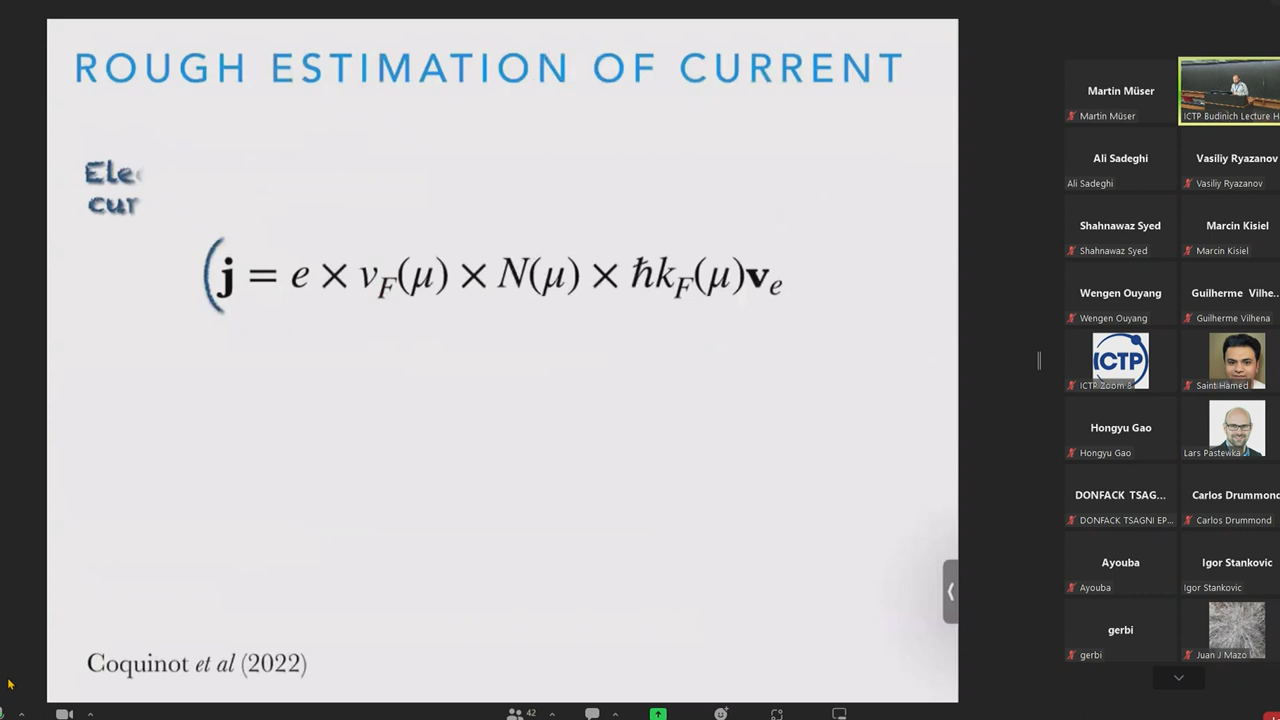 ROUGH ESTIMATION OF CURRENT
Ele
cur
(j = e × v_F(μ) × N(μ) × ħk_F(μ)v_e
Coquinot et al (2022)
Martin Müser
Martin Müser
ICTP Budinich Lecture H
Ali Sadeghi
Ali Sadeghi
Vasiliy Ryazanov
Vasiliy Ryazanov
Shahnawaz Syed
Shahnawaz Syed
Marcin Kisiel
Marcin Kisiel
Wengen Ouyang
Wengen Ouyang
Guilherme Vilhe...
Guilherme Vilhena
ICTP
ICTP Zoom 8
Saint Hamed
Hongyu Gao
Hongyu Gao
Lars Pastewka
DONFACK TSAG...
DONFACK TSAGNI EP...
Carlos Drummond
Carlos Drummond
Ayouba
Ayouba
Igor Stankovic
Igor Stankovic
gerbi
gerbi
Juan J Mazo
42